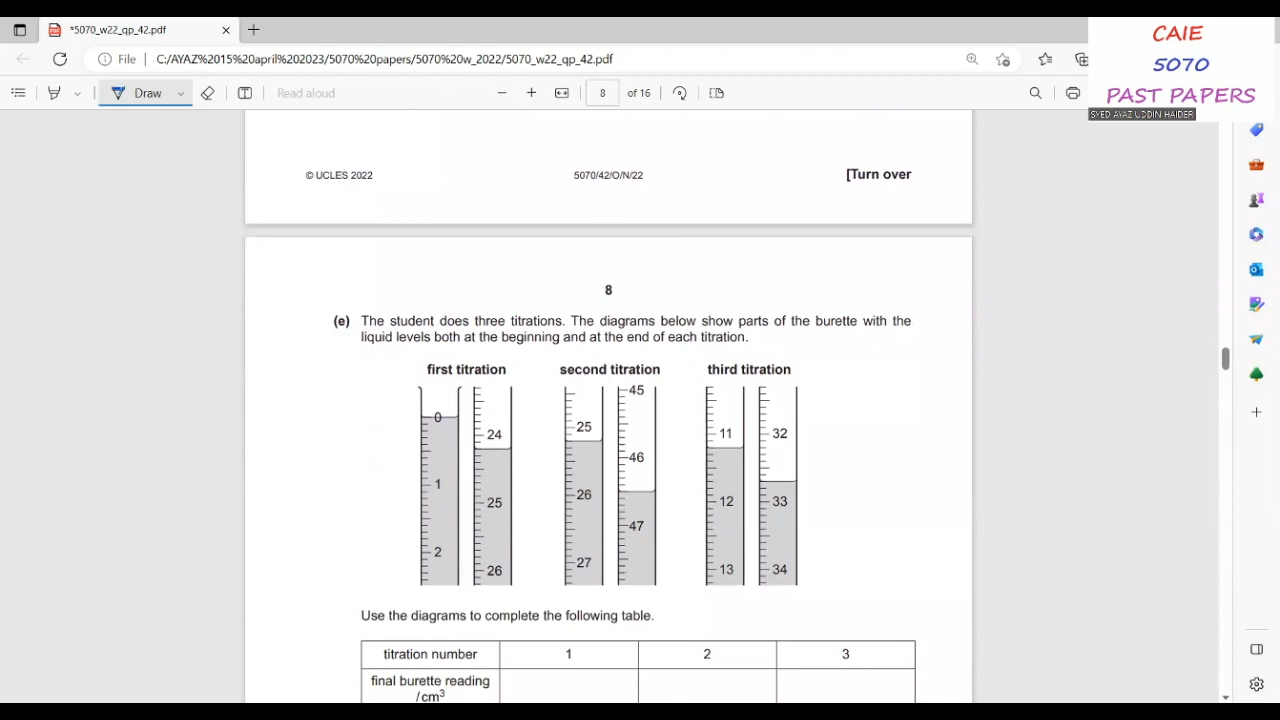 *5070_w22_qp_42.pdf
File C:/AYAZ%2015%20april%202023/5070%20papers/5070%20w_2022/5070_w22_qp_42.pdf
CAIE
5070
PAST PAPERS
SYED AYAZ UDDIN HAIDER
Draw
Read aloud
8 of 16
© UCLES 2022 5070/42/O/N/22 [Turn over
8
(e) The student does three titrations. The diagrams below show parts of the burette with the
liquid levels both at the beginning and at the end of each titration.
first titration second titration third titration
0 1 2
24 25 26
25 26 27
45 46 47
11 12 13
32 33 34
Use the diagrams to complete the following table.
titration number 1 2 3
final burette reading
/cm³